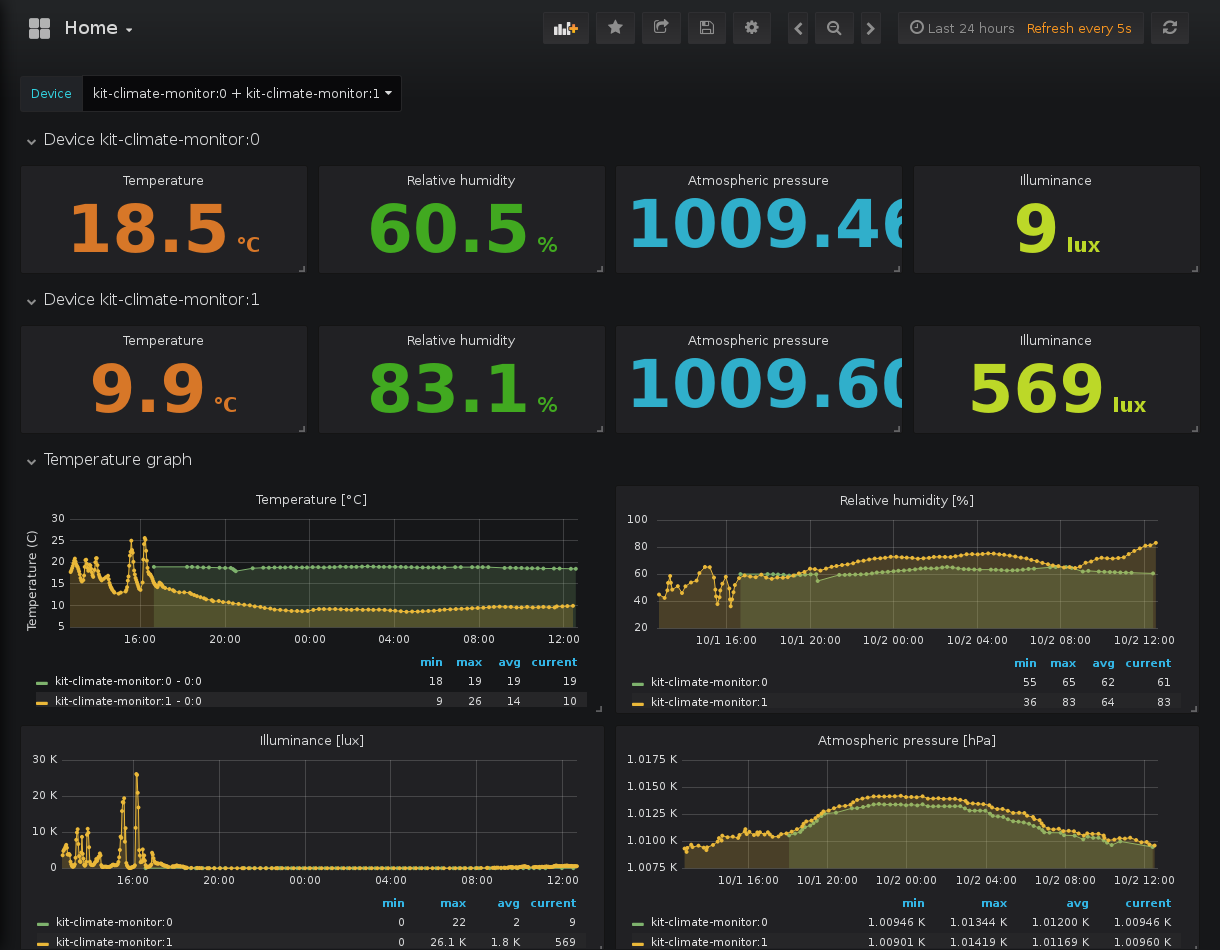 Home
Last 24 hours Refresh every 5s
Device kit-climate-monitor:0 + kit-climate-monitor:1
Device kit-climate-monitor:0
Temperature Relative humidity Atmospheric pressure Illuminance
18.5 °C 60.5 % 1009.46 9 lux
Device kit-climate-monitor:1
Temperature Relative humidity Atmospheric pressure Illuminance
9.9 °C 83.1 % 1009.60 569 lux
Temperature graph
Temperature [°C]
Temperature (C)
30
25
20
15
10
5
16:00 20:00 00:00 04:00 08:00 12:00
min max avg current
kit-climate-monitor:0 - 0:0 18 19 19 19
kit-climate-monitor:1 - 0:0 9 26 14 10
Relative humidity [%]
100
80
60
40
20
10/1 16:00 10/1 20:00 10/2 00:00 10/2 04:00 10/2 08:00 10/2 12:00
min max avg current
kit-climate-monitor:0 55 65 62 61
kit-climate-monitor:1 36 83 64 83
Illuminance [lux]
30 K
20 K
10 K
0
16:00 20:00 00:00 04:00 08:00 12:00
min max avg current
kit-climate-monitor:0 0 22 2 9
kit-climate-monitor:1 0 26.1 K 1.8 K 569
Atmospheric pressure [hPa]
1.0175 K
1.0150 K
1.0125 K
1.0100 K
1.0075 K
10/1 16:00 10/1 20:00 10/2 00:00 10/2 04:00 10/2 08:00 10/2 12:00
min max avg current
kit-climate-monitor:0 1.00946 K 1.01344 K 1.01200 K 1.00946 K
kit-climate-monitor:1 1.00901 K 1.01419 K 1.01169 K 1.00960 K